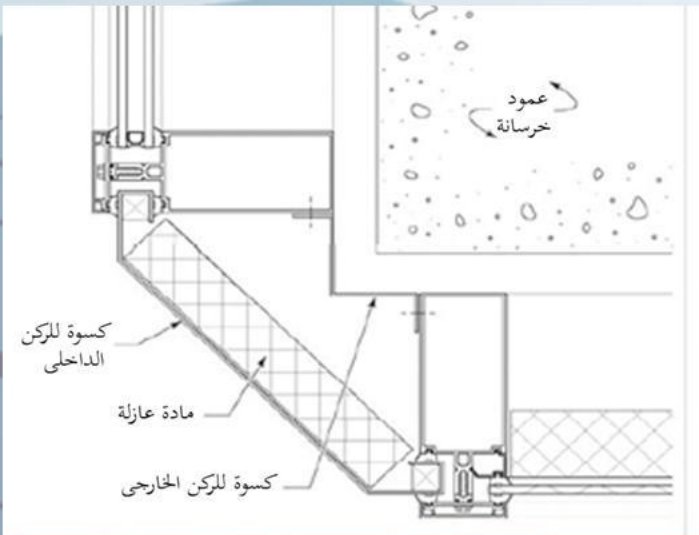 عمود
خرسانة
كسوة للركن
الداخلى
مادة عازلة
كسوة للركن الخارجى